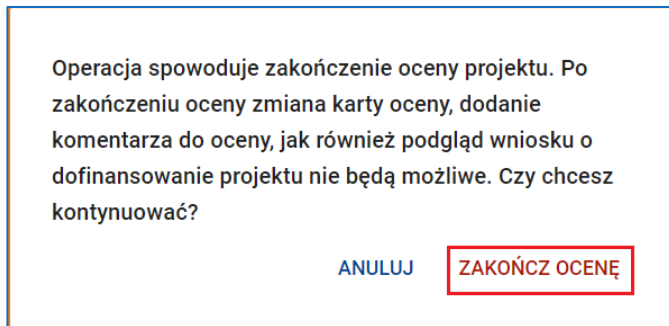 Operacja spowoduje zakończenie oceny projektu. Po
zakończeniu oceny zmiana karty oceny, dodanie
komentarza do oceny, jak również podgląd wniosku o
dofinansowanie projektu nie będą możliwe. Czy chcesz
kontynuować?
ANULUJ ZAKOŃCZ OCENĘ